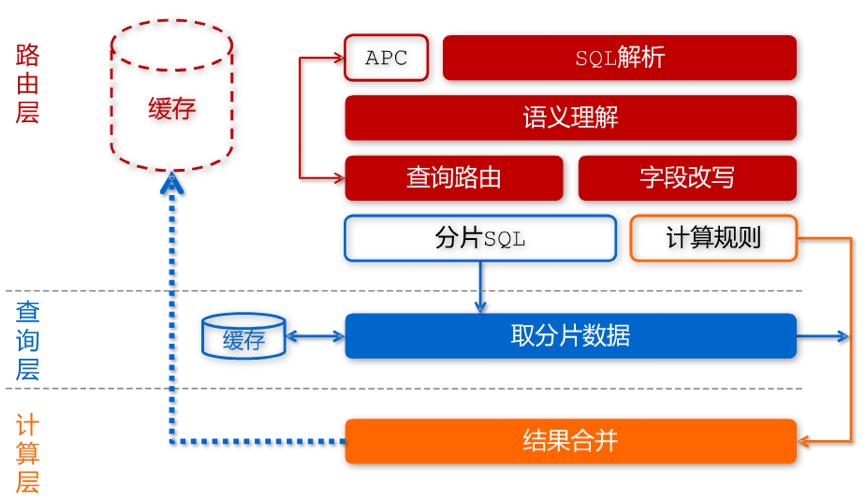 路由层
缓存
APC
SQL解析
语义理解
查询路由
字段改写
分片SQL
计算规则
查询层
缓存
取分片数据
计算层
结果合并